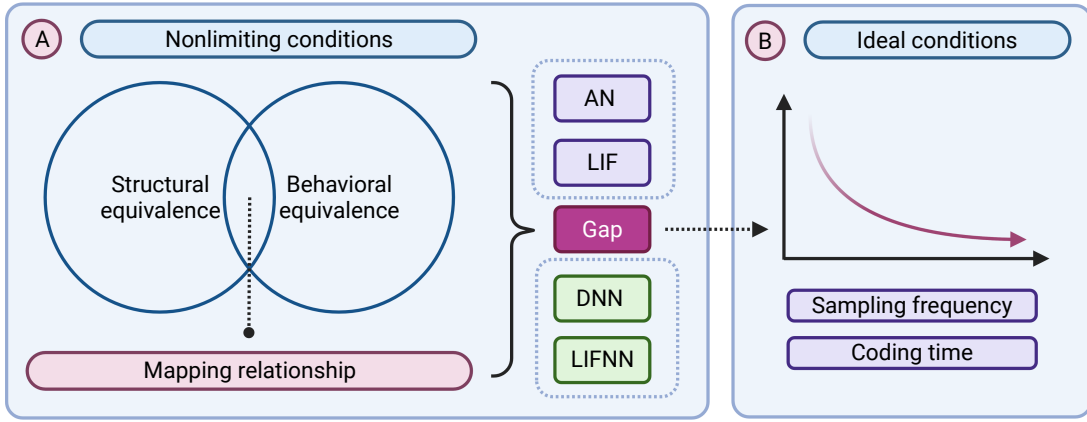 A
Nonlimiting conditions
Structural
equivalence
Behavioral
equivalence
Mapping relationship
AN
LIF
Gap
DNN
LIFNN
B
Ideal conditions
Sampling frequency
Coding time